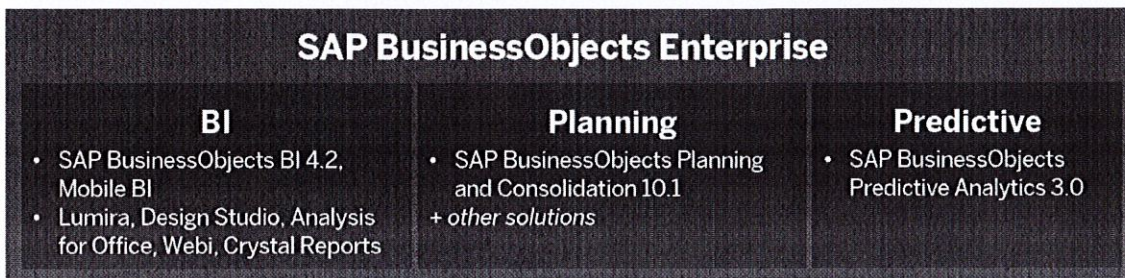 SAP BusinessObjects Enterprise
BI
• SAP BusinessObjects BI 4.2,
Mobile BI
• Lumira, Design Studio, Analysis
for Office, Webi, Crystal Reports
Planning
• SAP BusinessObjects Planning
and Consolidation 10.1
+ other solutions
Predictive
• SAP BusinessObjects
Predictive Analytics 3.0